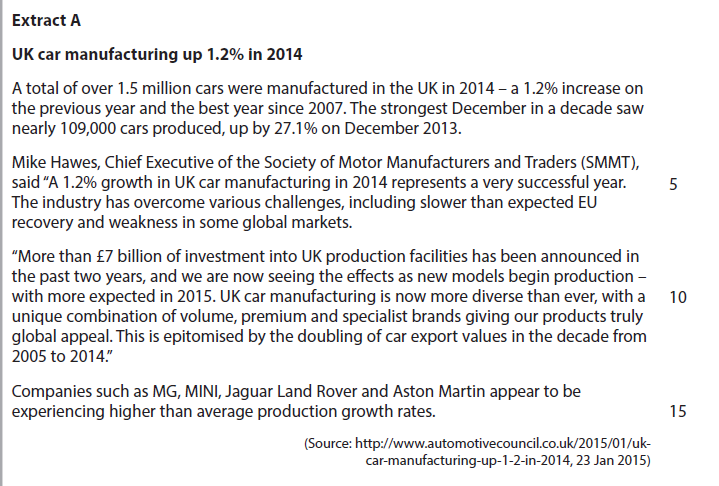 Extract A
UK car manufacturing up 1.2% in 2014
A total of over 1.5 million cars were manufactured in the UK in 2014 – a 1.2% increase on
the previous year and the best year since 2007. The strongest December in a decade saw
nearly 109,000 cars produced, up by 27.1% on December 2013.
Mike Hawes, Chief Executive of the Society of Motor Manufacturers and Traders (SMMT),
said “A 1.2% growth in UK car manufacturing in 2014 represents a very successful year. 5
The industry has overcome various challenges, including slower than expected EU
recovery and weakness in some global markets.
“More than £7 billion of investment into UK production facilities has been announced in
the past two years, and we are now seeing the effects as new models begin production –
with more expected in 2015. UK car manufacturing is now more diverse than ever, with a 10
unique combination of volume, premium and specialist brands giving our products truly
global appeal. This is epitomised by the doubling of car export values in the decade from
2005 to 2014.”
Companies such as MG, MINI, Jaguar Land Rover and Aston Martin appear to be
experiencing higher than average production growth rates. 15
(Source: http://www.automotivecouncil.co.uk/2015/01/uk-
car-manufacturing-up-1-2-in-2014, 23 Jan 2015)